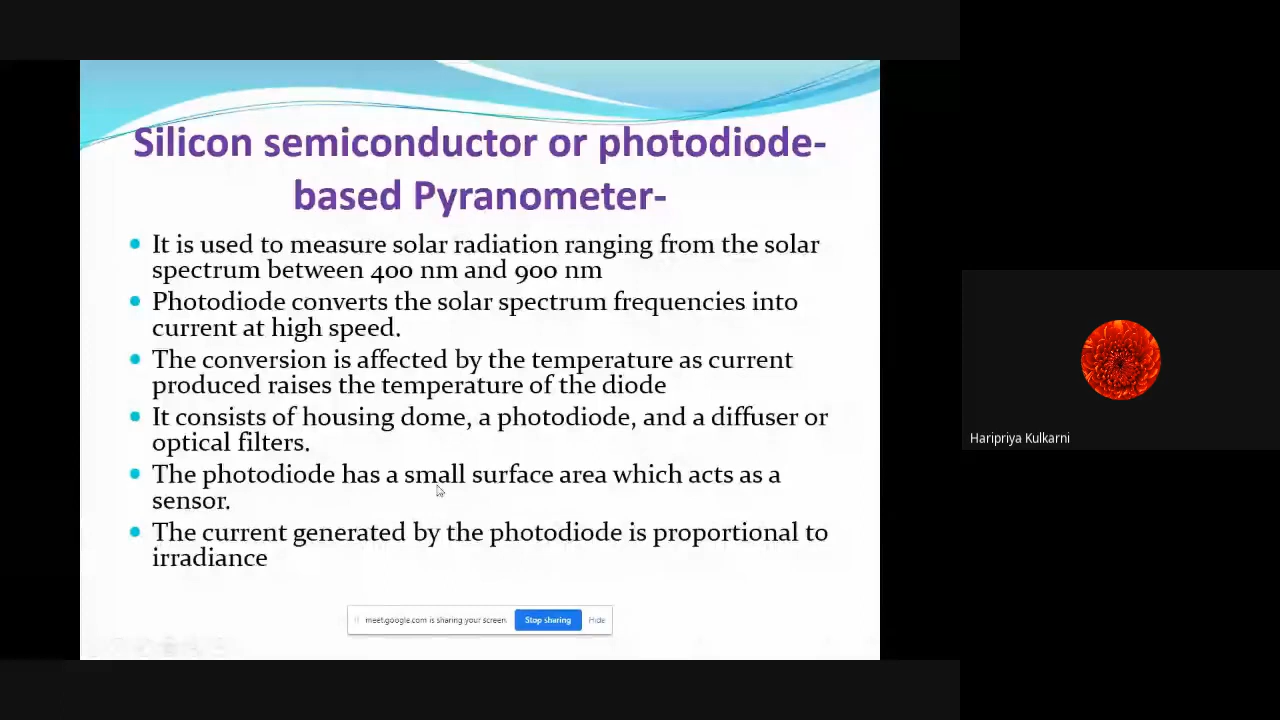 Silicon semiconductor or photodiode-
based Pyranometer-
It is used to measure solar radiation ranging from the solar
spectrum between 400 nm and 900 nm
Photodiode converts the solar spectrum frequencies into
current at high speed.
The conversion is affected by the temperature as current
produced raises the temperature of the diode
It consists of housing dome, a photodiode, and a diffuser or
optical filters.
The photodiode has a small surface area which acts as a
sensor.
The current generated by the photodiode is proportional to
irradiance
meet.google.com is sharing your screen. Stop sharing Hide
Haripriya Kulkarni